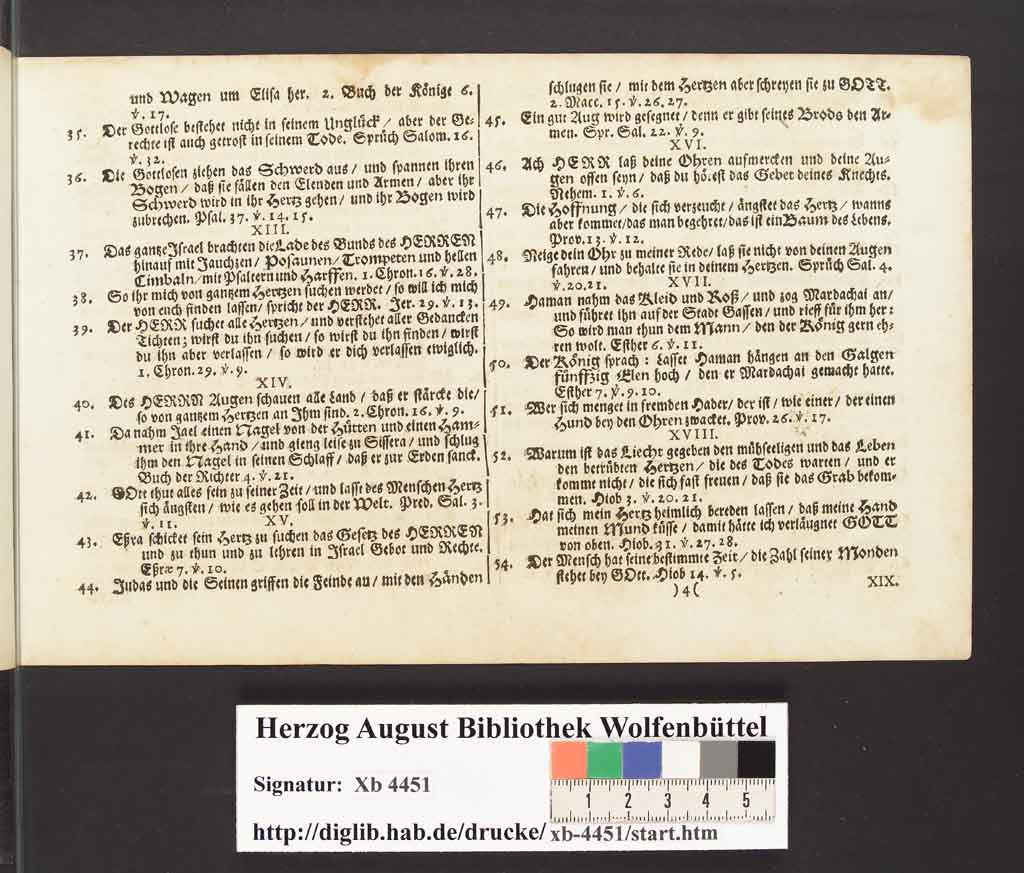 und Wagen um Elisa her. 2. Buch der Könige 6.
v. 17.
35. Der Gottlose bestehet nicht in seinem Unglück / aber der Ge-
rechte ist auch getrost in seinem Tode. Sprüch Salom. 16.
v. 32.
36. Die Gottlosen ziehen das Schwerd aus / und spannen ihren
Bogen / daß sie fällen den Elenden und Armen / aber ihr
Schwerd wird in ihr Hertz gehen / und ihr Bogen wird
zubrechen. Psal. 37. v. 14. 15.
XIII.
37. Das gantze Israel brachten die Lade des Bunds des HERREN
hinauf mit Jauchzen / Posaunen / Trompeten und hellen
Cimbaln / mit Psaltern und Harffen. 1. Chron. 16. v. 28.
38. So ihr mich von gantzem Hertzen suchen werdet / so will ich mich
von euch finden lassen / spricht der HERR. Jer. 29. v. 13.
39. Der HERR suchet alle Hertzen / und verstehet aller Gedancken
Tichten; wirst du ihn suchen / so wirst du ihn finden / wirst
du ihn aber verlassen / so wird er dich verlassen ewiglich.
1. Chron. 29. v. 9.
XIV.
40. Des HERRN Augen schauen alle Land / daß er stärcke die /
so von gantzem Hertzen an Ihm sind. 2. Chron. 16. v. 9.
41. Da nahm Jael einen Nagel von der Hütten und einen Ham-
mer in ihre Hand / und gieng leise zu Sissera / und schlug
ihm den Nagel in seinen Schlaff / daß er zur Erden sanck.
Buch der Richter 4. v. 21.
42. GOtt thut alles fein zu seiner Zeit / und lasst des Menschen Hertz
sich ängsten / wie es gehen soll in der Welt. Pred. Sal. 3.
v. 11.
XV.
43. Eßra schicket sein Hertz zu suchen das Gesetz des HERREN
und zu thun und zu lehren in Israel Gebot und Rechte.
Eßræ 7. v. 10.
44. Judas und die Seinen griffen die Feinde an / mit den Händen
schlugen sie / mit dem Hertzen aber schreyen sie zu GOTT.
2. Macc. 15. v. 26. 27.
45. Ein gut Aug wird gesegnet / denn er gibt seines Brods den Ar-
men. Spr. Sal. 22. v. 9.
XVI.
46. Ach HERR laß deine Ohren aufmercken und deine Au-
gen offen seyn / daß du hörest das Gebet deines Knechts.
Nehem. 1. v. 6.
47. Die Hoffnung / die sich verzeucht / ängstet das Hertz / wanns
aber kommet / das man begehret / das ist ein Baum des Lebens.
Prov. 13. v. 12.
48. Neige dein Ohr zu meiner Rede / laß sie nicht von deinen Augen
fahren / und behalte sie in deinem Hertzen. Sprüch Sal. 4.
v. 20. 21.
XVII.
49. Haman nahm das Kleid und Roß / und zog Mardachai an /
und führet ihn auf der Stadt Gassen / und rieff für ihm her:
So wird man thun dem Mann / den der König gern eh-
ren wolt. Esther 6. v. 11.
50. Der König sprach: Lasset Haman hängen an den Galgen
fünffzig Elen hoch / den er Mardachai gemacht hatte.
Esther 7. v. 9. 10.
51. Wer sich menget in fremden Hader / der ist / wie einer / der einen
Hund bey den Ohren zwacket. Prov. 26. v. 17.
XVIII.
52. Warum ist das Liecht gegeben den mühseeligen und das Leben
den betrübten Hertzen / die des Todes warten / und er
kommt nicht / die sich fast freuen / daß sie das Grab bekom-
men. Hiob 3. v. 20. 21.
53. Hat sich mein Hertz heimlich bereden lassen / daß meine Hand
meinen Mund küsse / damit hätte ich verläugnet GOTT
von oben. Hiob. 31. v. 27. 28.
54. Der Mensch hat seine bestimmte Zeit / die Zahl seiner Monden
stehet bey GOtt. Hiob 14. v. 5.
)4(
XIX.
Herzog August Bibliothek Wolfenbüttel
Signatur: Xb 4451
1 2 3 4 5
http://diglib.hab.de/drucke/ xb-4451/start.htm